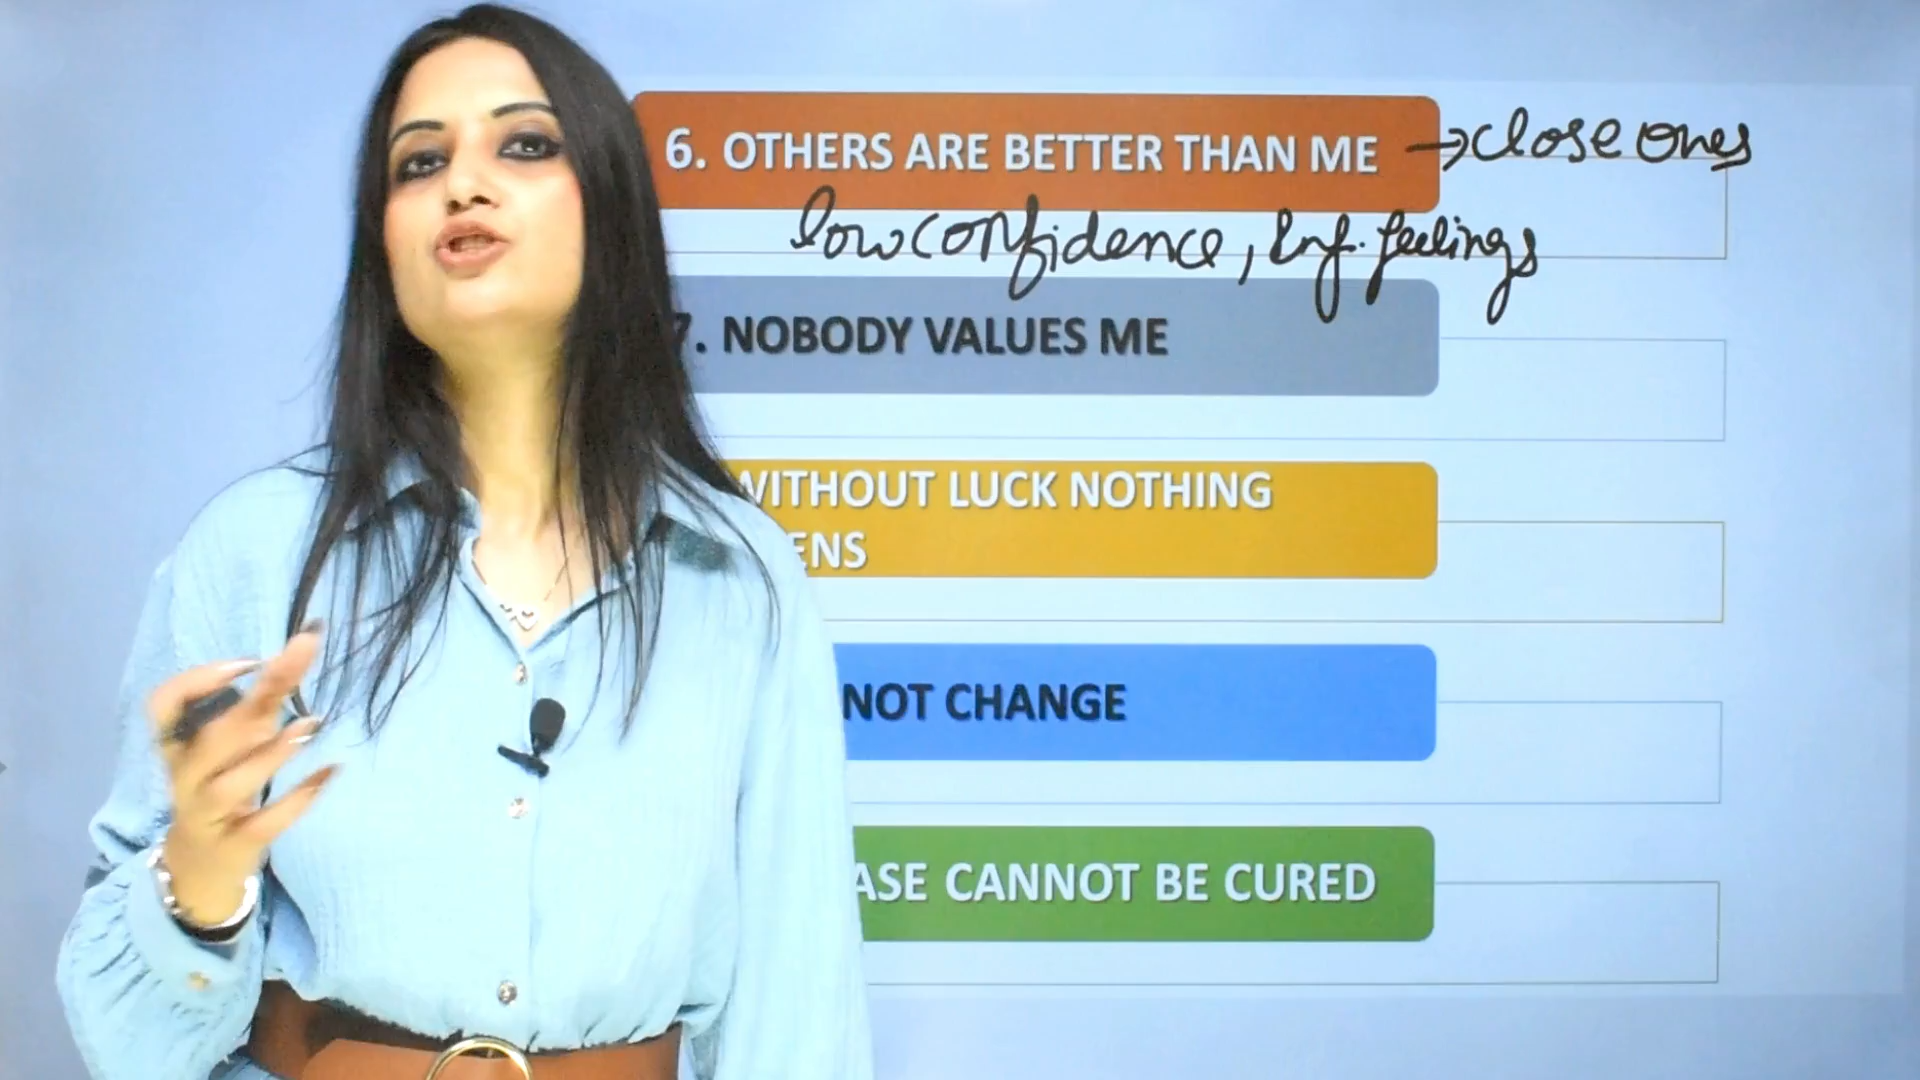 6. OTHERS ARE BETTER THAN ME → close ones
low confidence, Inf. feelings
7. NOBODY VALUES ME
WITHOUT LUCK NOTHING
ENS
NOT CHANGE
ASE CANNOT BE CURED